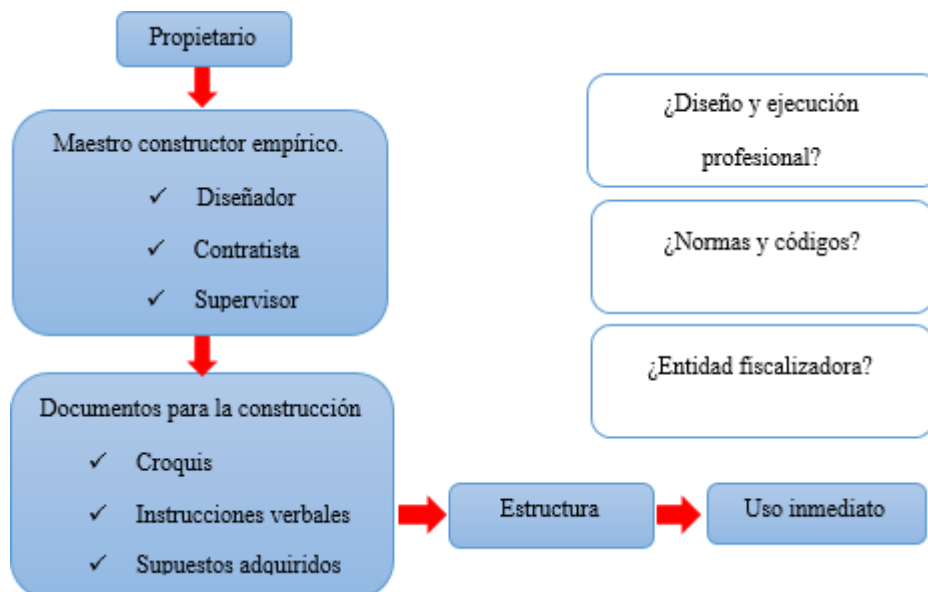 Propietario
Maestro constructor empírico.
✓ Diseñador
✓ Contratista
✓ Supervisor
Documentos para la construcción
✓ Croquis
✓ Instrucciones verbales
✓ Supuestos adquiridos
Estructura
Uso inmediato
¿Diseño y ejecución
profesional?
¿Normas y códigos?
¿Entidad fiscalizadora?